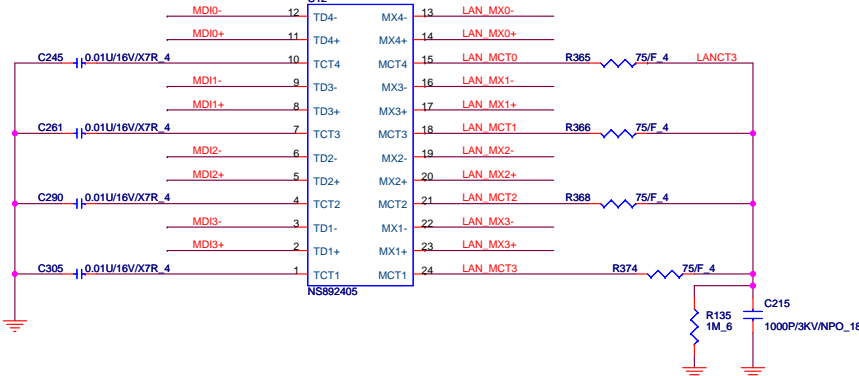 MDI0- 12 TD4- MX4- 13 LAN_MX0-
MDI0+ 11 TD4+ MX4+ 14 LAN_MX0+
C245 0.01U/16V/X7R_4 10 TCT4 MCT4 15 LAN_MCT0 R365 75/F_4 LANCT3
MDI1- 9 TD3- MX3- 16 LAN_MX1-
MDI1+ 8 TD3+ MX3+ 17 LAN_MX1+
C261 0.01U/16V/X7R_4 7 TCT3 MCT3 18 LAN_MCT1 R366 75/F_4
MDI2- 6 TD2- MX2- 19 LAN_MX2-
MDI2+ 5 TD2+ MX2+ 20 LAN_MX2+
C290 0.01U/16V/X7R_4 4 TCT2 MCT2 21 LAN_MCT2 R368 75/F_4
MDI3- 3 TD1- MX1- 22 LAN_MX3-
MDI3+ 2 TD1+ MX1+ 23 LAN_MX3+
C305 0.01U/16V/X7R_4 1 TCT1 MCT1 24 LAN_MCT3 R374 75/F_4
NS892405
R135 C215
1M_6 1000P/3KV/NPO_18